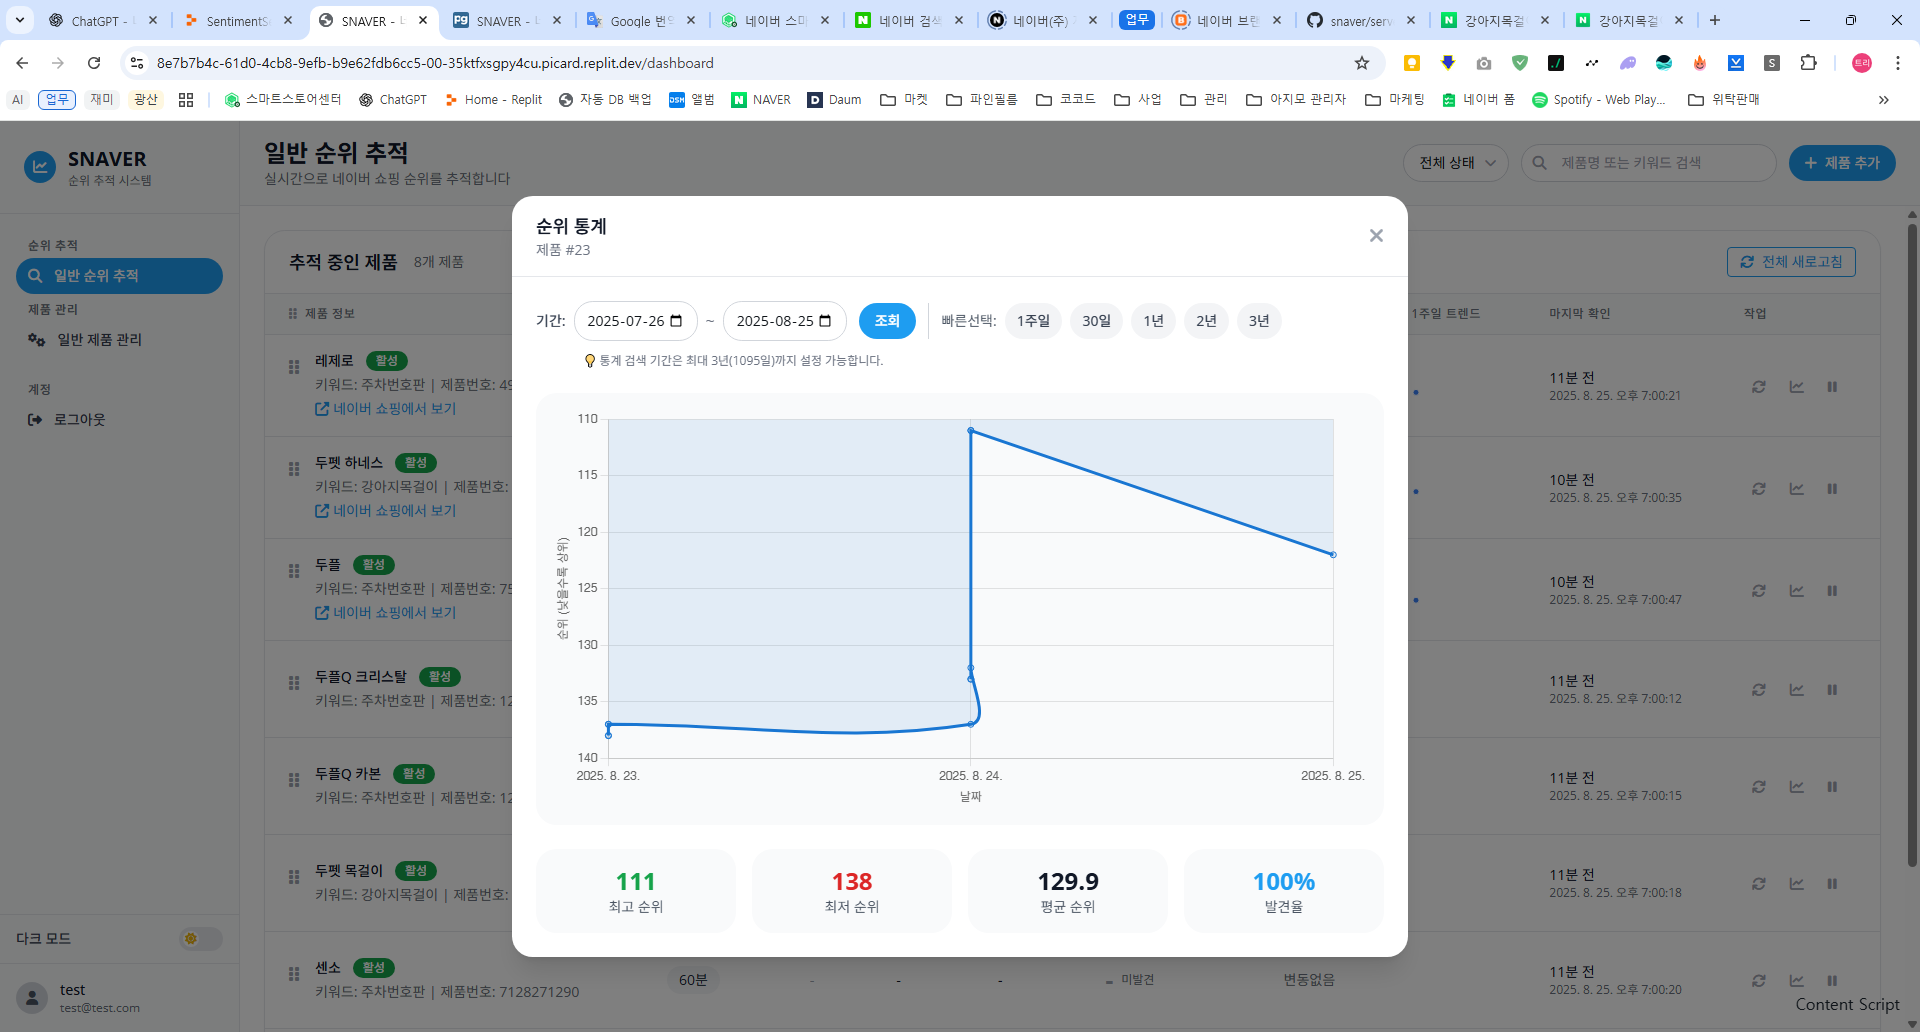 ChatGPT -
SentimentS
SNAVER -
SNAVER -
Google 번역
네이버 스마
네이버 검색
네이버(주)
업무
네이버 브랜
snaver/serv
강아지목걸
강아지목걸
8e7b7b4c-61d0-4cb8-9efb-b9e62fdb6cc5-00-35ktfxsgpy4cu.picard.replit.dev/dashboard
트리
AI
업무
재미
광산
스마트스토어센터
ChatGPT
Home - Replit
자동 DB 백업
앨범
NAVER
Daum
마켓
파인필름
코코드
사업
관리
아지모 관리자
마케팅
네이버 폼
Spotify - Web Play...
위탁판매
SNAVER
순위 추적 시스템
일반 순위 추적
실시간으로 네이버 쇼핑 순위를 추적합니다
전체 상태
제품명 또는 키워드 검색
제품 추가
순위 추적
일반 순위 추적
제품 관리
일반 제품 관리
계정
로그아웃
다크 모드
test
test@test.com
추적 중인 제품
8개 제품
전체 새로고침
제품 정보
1주일 트렌드
마지막 확인
작업
레제로
활성
키워드: 주차번호판 | 제품번호: 49
네이버 쇼핑에서 보기
11분 전
2025. 8. 25. 오후 7:00:21
두펫 하네스
활성
키워드: 강아지목걸이 | 제품번호:
네이버 쇼핑에서 보기
10분 전
2025. 8. 25. 오후 7:00:35
두플
활성
키워드: 주차번호판 | 제품번호: 75
네이버 쇼핑에서 보기
10분 전
2025. 8. 25. 오후 7:00:47
두플Q 크리스탈
활성
키워드: 주차번호판 | 제품번호: 12
11분 전
2025. 8. 25. 오후 7:00:12
두플Q 카본
활성
키워드: 주차번호판 | 제품번호: 12
11분 전
2025. 8. 25. 오후 7:00:15
두펫 목걸이
활성
키워드: 강아지목걸이 | 제품번호:
11분 전
2025. 8. 25. 오후 7:00:18
센소
활성
키워드: 주차번호판 | 제품번호: 7128271290
60분
-
-
-
미발견
변동없음
11분 전
2025. 8. 25. 오후 7:00:20
Content Script
순위 통계
제품 #23
기간:
2025-07-26
~
2025-08-25
조회
빠른선택:
1주일
30일
1년
2년
3년
통계 검색 기간은 최대 3년(1095일)까지 설정 가능합니다.
순위 (낮을수록 상위)
110
115
120
125
130
135
140
2025. 8. 23.
2025. 8. 24.
2025. 8. 25.
날짜
111
최고 순위
138
최저 순위
129.9
평균 순위
100%
발견율